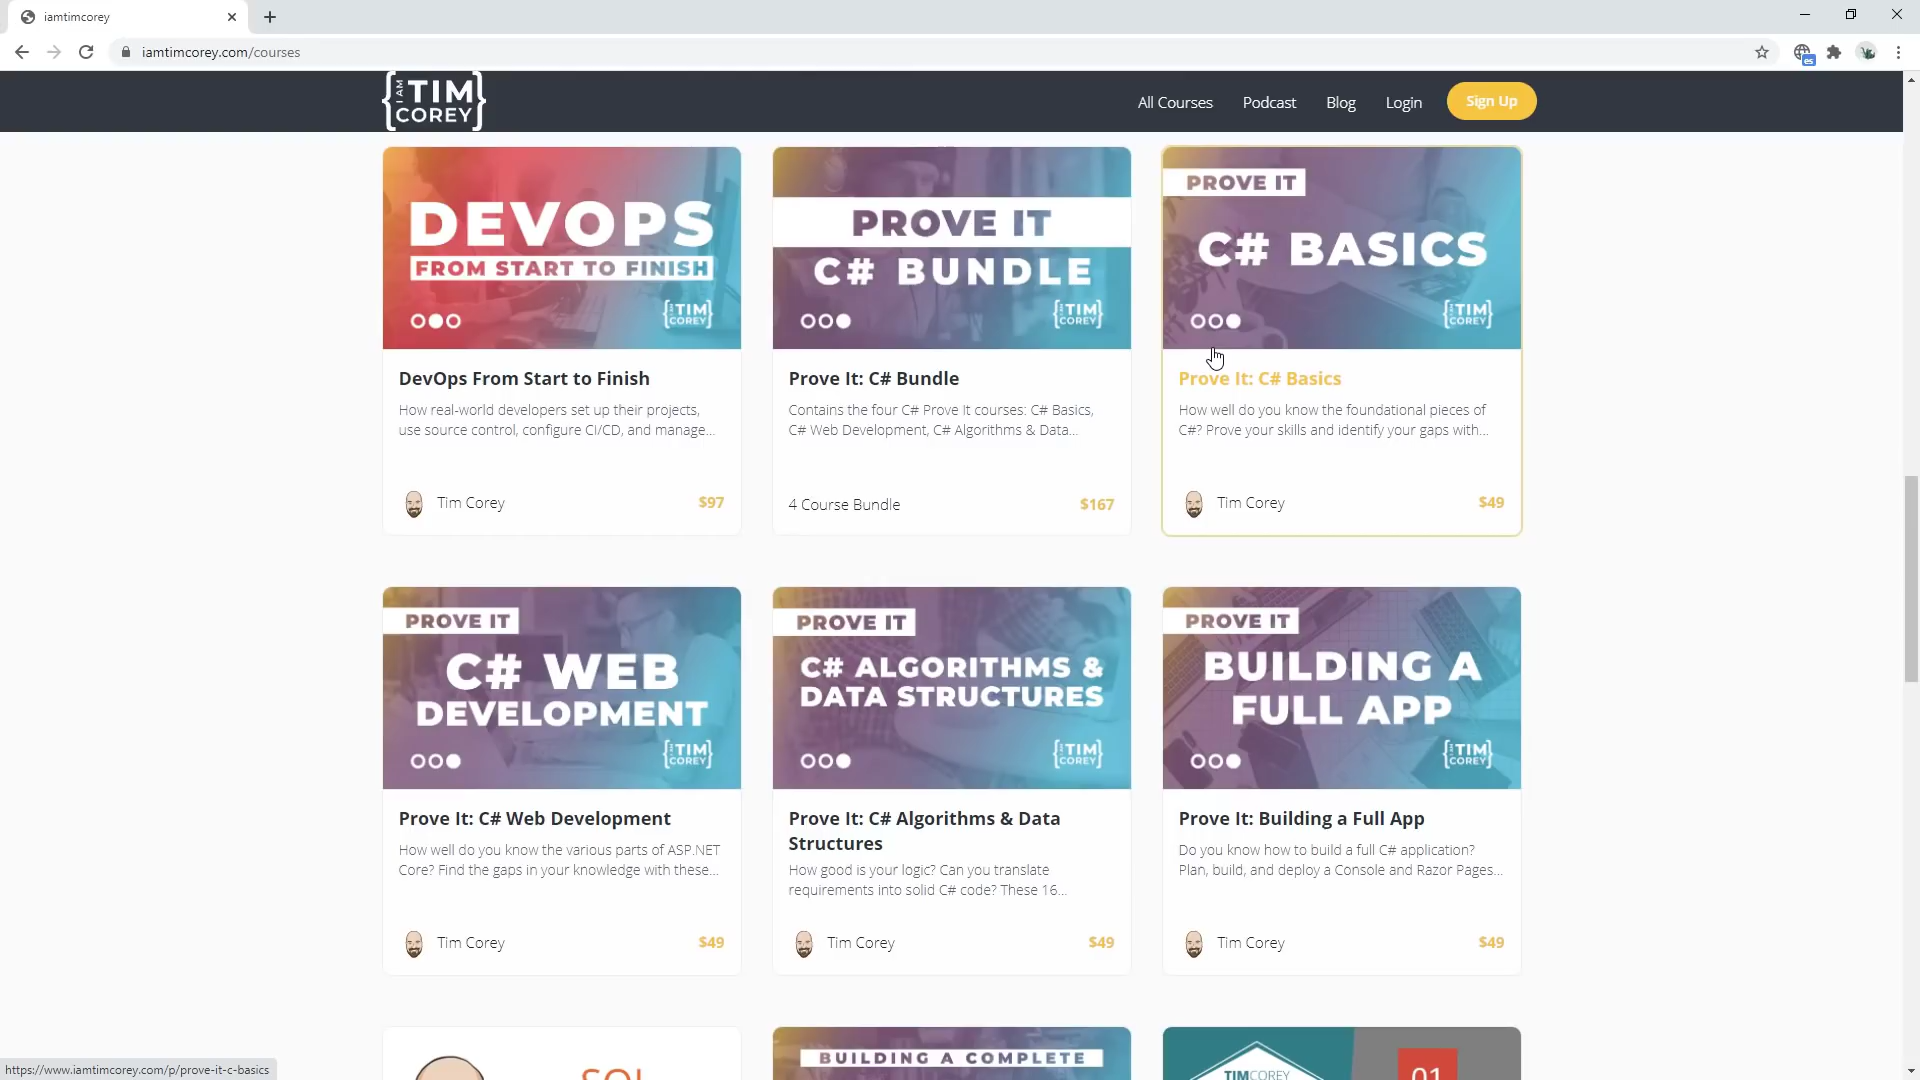 iamtimcorey
iamtimcorey.com/courses
es
I AM
TIM
COREY
All Courses
Podcast
Blog
Login
Sign Up
DEVOPS
FROM START TO FINISH
TIM
COREY
PROVE IT
C# BUNDLE
TIM
COREY
PROVE IT
C# BASICS
TIM
COREY
DevOps From Start to Finish
How real-world developers set up their projects,
use source control, configure CI/CD, and manage...
Tim Corey
$97
Prove It: C# Bundle
Contains the four C# Prove It courses: C# Basics,
C# Web Development, C# Algorithms & Data...
4 Course Bundle
$167
Prove It: C# Basics
How well do you know the foundational pieces of
C#? Prove your skills and identify your gaps with...
Tim Corey
$49
PROVE IT
C# WEB
DEVELOPMENT
TIM
COREY
PROVE IT
C# ALGORITHMS &
DATA STRUCTURES
TIM
COREY
PROVE IT
BUILDING A
FULL APP
TIM
COREY
Prove It: C# Web Development
How well do you know the various parts of ASP.NET
Core? Find the gaps in your knowledge with these...
Tim Corey
$49
Prove It: C# Algorithms & Data
Structures
How good is your logic? Can you translate
requirements into solid C# code? These 16...
Tim Corey
$49
Prove It: Building a Full App
Do you know how to build a full C# application?
Plan, build, and deploy a Console and Razor Pages...
Tim Corey
$49
SQL
BUILDING A COMPLETE
TIMCOREY
01
https://www.iamtimcorey.com/p/prove-it-c-basics